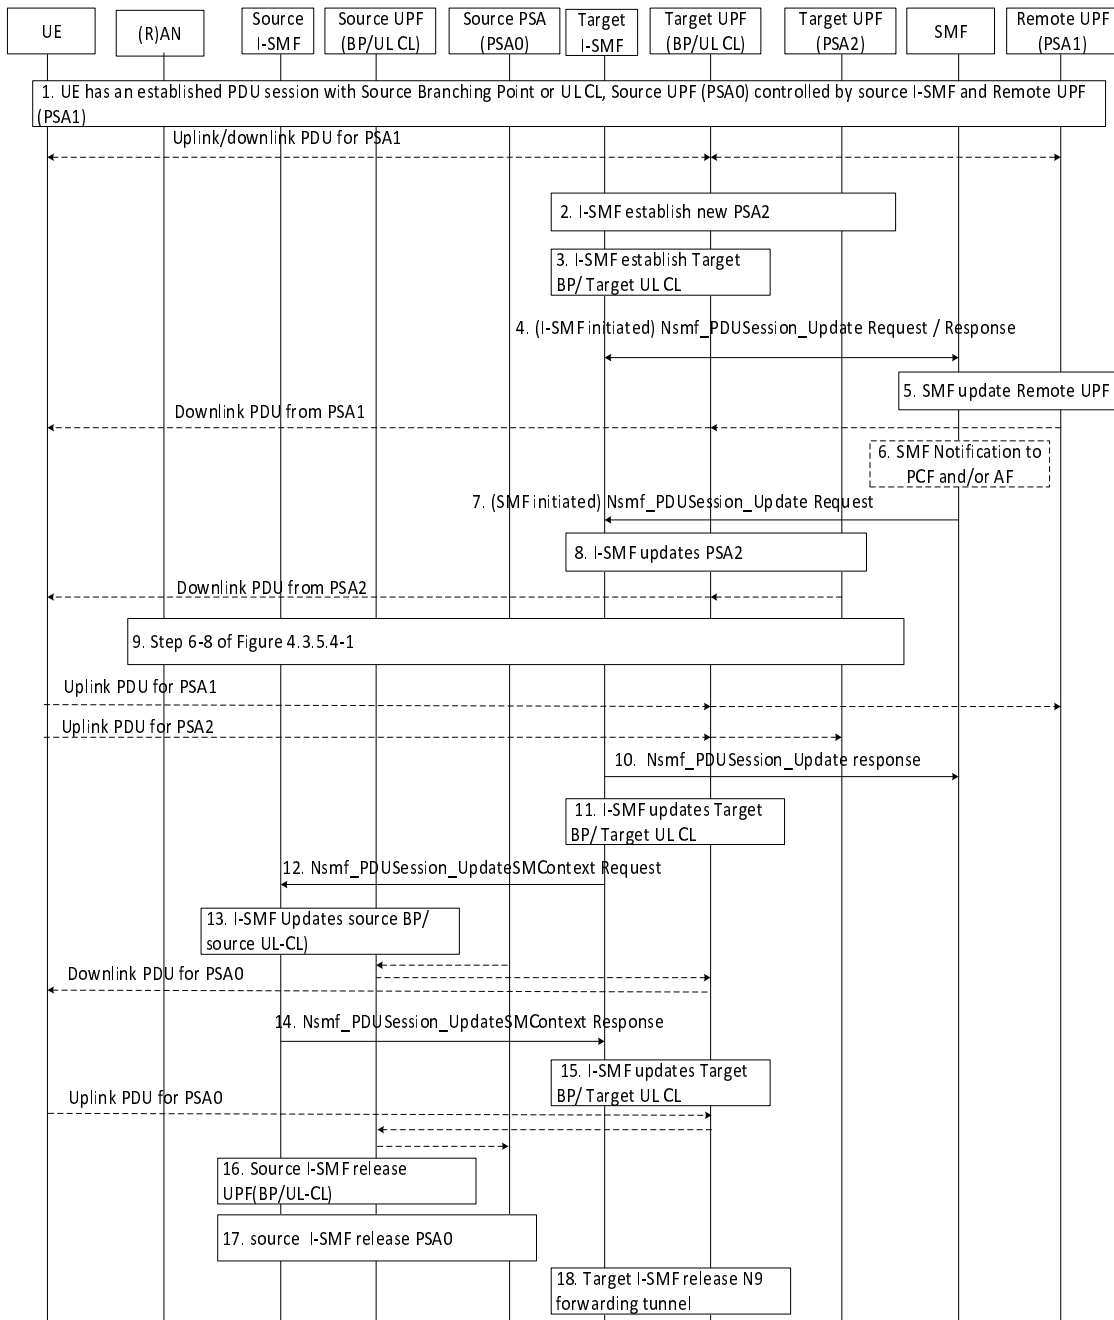 UE
(R)AN
Source
I-SMF
Source UPF
(BP/UL CL)
Source PSA
(PSA0)
Target
I-SMF
Target UPF
(BP/UL CL)
Target UPF
(PSA2)
SMF
Remote UPF
(PSA1)
1. UE has an established PDU session with Source Branching Point or UL CL, Source UPF (PSA0) controlled by source I-SMF and Remote UPF
(PSA1)
Uplink/downlink PDU for PSA1
2. I-SMF establish new PSA2
3. I-SMF establish Target
BP/ Target UL CL
4. (I-SMF initiated) Nsmf_PDUSession_Update Request / Response
5. SMF update Remote UPF
Downlink PDU from PSA1
6. SMF Notification to
PCF and/or AF
7. (SMF initiated) Nsmf_PDUSession_Update Request
8. I-SMF updates PSA2
Downlink PDU from PSA2
9. Step 6-8 of Figure 4.3.5.4-1
Uplink PDU for PSA1
Uplink PDU for PSA2
10. Nsmf_PDUSession_Update response
11. I-SMF updates Target
BP/ Target UL CL
12. Nsmf_PDUSession_UpdateSMContext Request
13. I-SMF Updates source BP/
source UL-CL)
Downlink PDU for PSA0
14. Nsmf_PDUSession_UpdateSMContext Response
15. I-SMF updates Target
BP/ Target UL CL
Uplink PDU for PSA0
16. Source I-SMF release
UPF(BP/UL-CL)
17. source I-SMF release PSA0
18. Target I-SMF release N9
forwarding tunnel